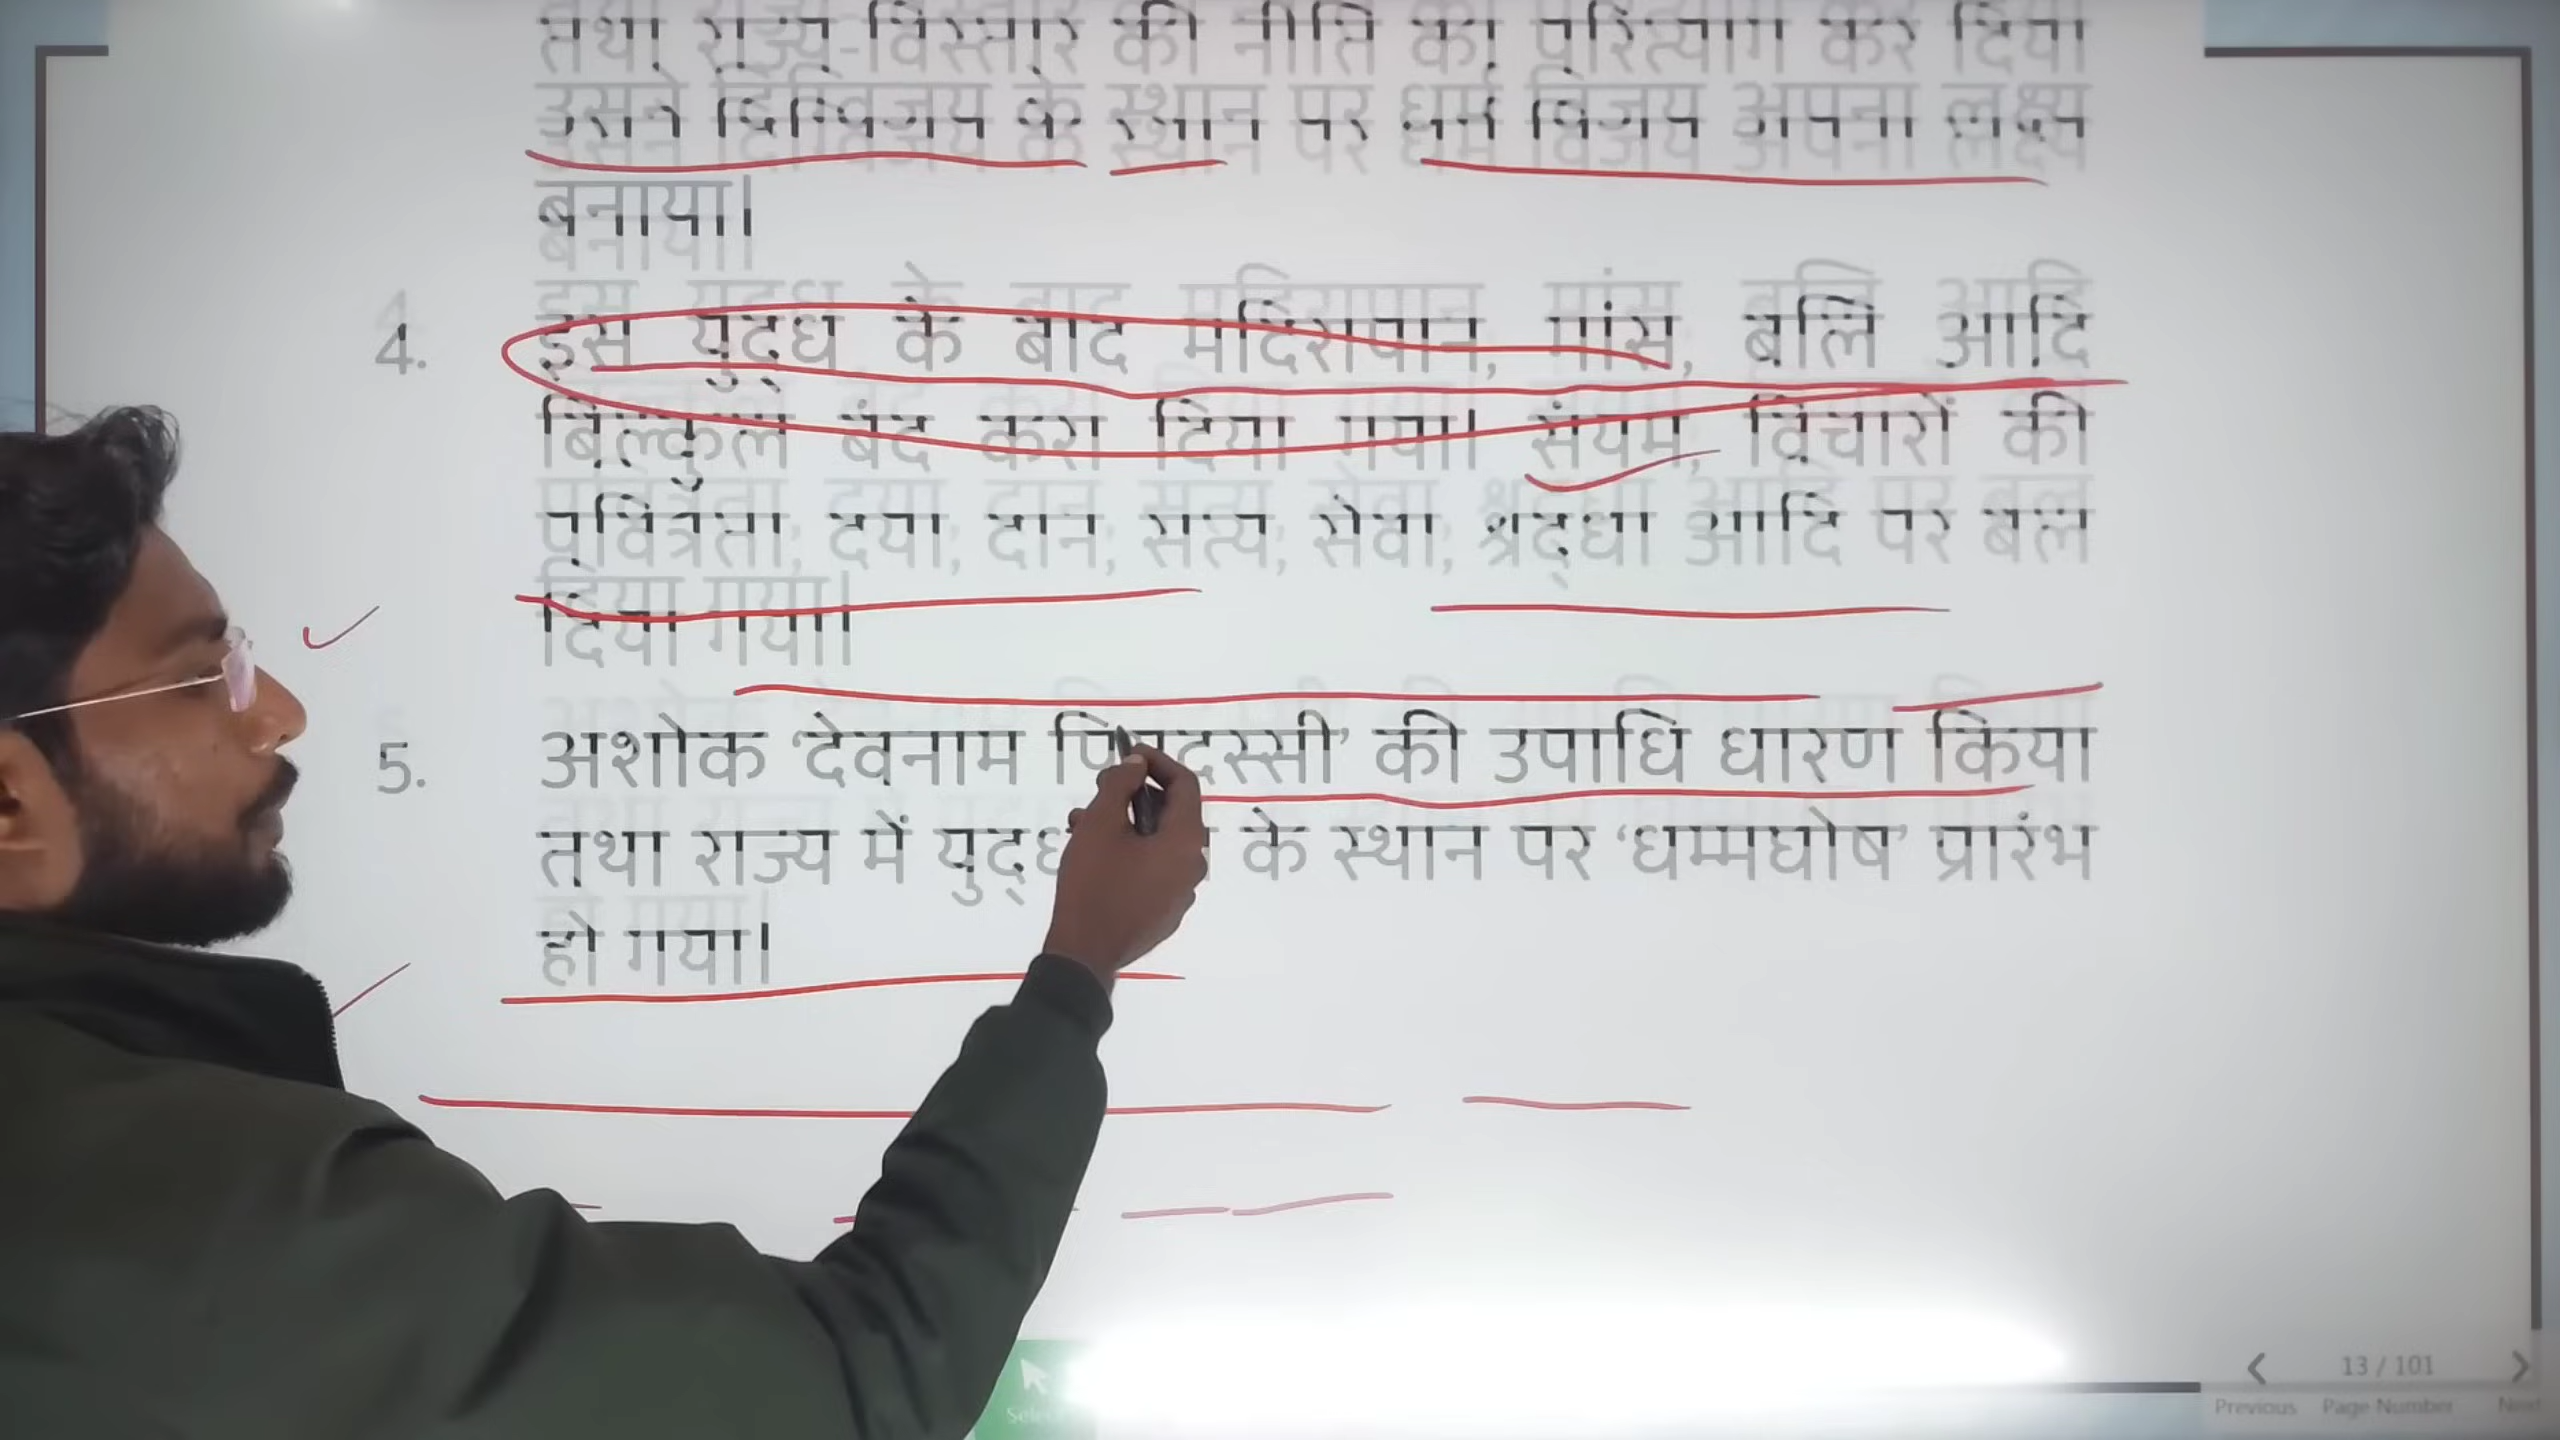 तथा राज्य-विस्तार की नीति का परित्याग कर दिया
उसने दिग्विजय के स्थान पर धर्म विजय अपना लक्ष्य
बनाया।
4. इस युद्ध के बाद मदिरापान, मांस, बलि आदि
बिल्कुल बंद करा दिया गया। संयम, विचारों की
पवित्रता, दया, दान, सत्य, सेवा, श्रद्धा आदि पर बल
दिया गया।
5. अशोक 'देवनाम की उपाधि धारण किया
तथा राज्य में के स्थान पर 'धम्मघोष' प्रारंभ
हो गया।
13 / 101
Previous Page Number Next